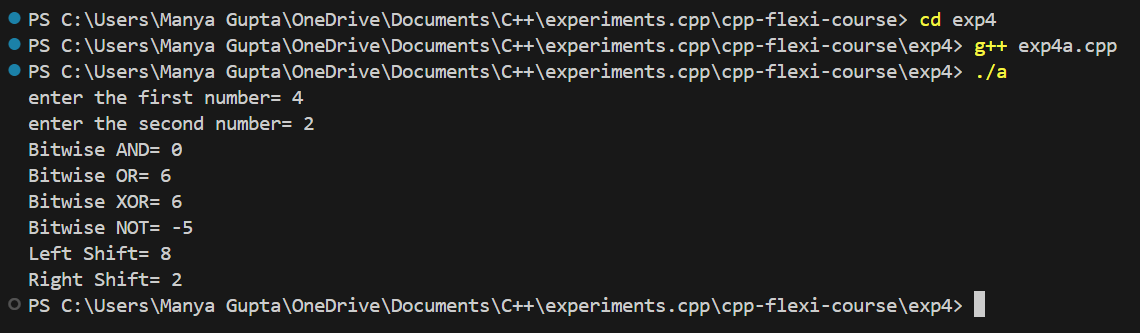 PS C:\Users\Manya Gupta\OneDrive\Documents\C++\experiments.cpp\cpp-flexi-course> cd exp4
PS C:\Users\Manya Gupta\OneDrive\Documents\C++\experiments.cpp\cpp-flexi-course\exp4> g++ exp4a.cpp
PS C:\Users\Manya Gupta\OneDrive\Documents\C++\experiments.cpp\cpp-flexi-course\exp4> ./a
enter the first number= 4
enter the second number= 2
Bitwise AND= 0
Bitwise OR= 6
Bitwise XOR= 6
Bitwise NOT= -5
Left Shift= 8
Right Shift= 2
PS C:\Users\Manya Gupta\OneDrive\Documents\C++\experiments.cpp\cpp-flexi-course\exp4>